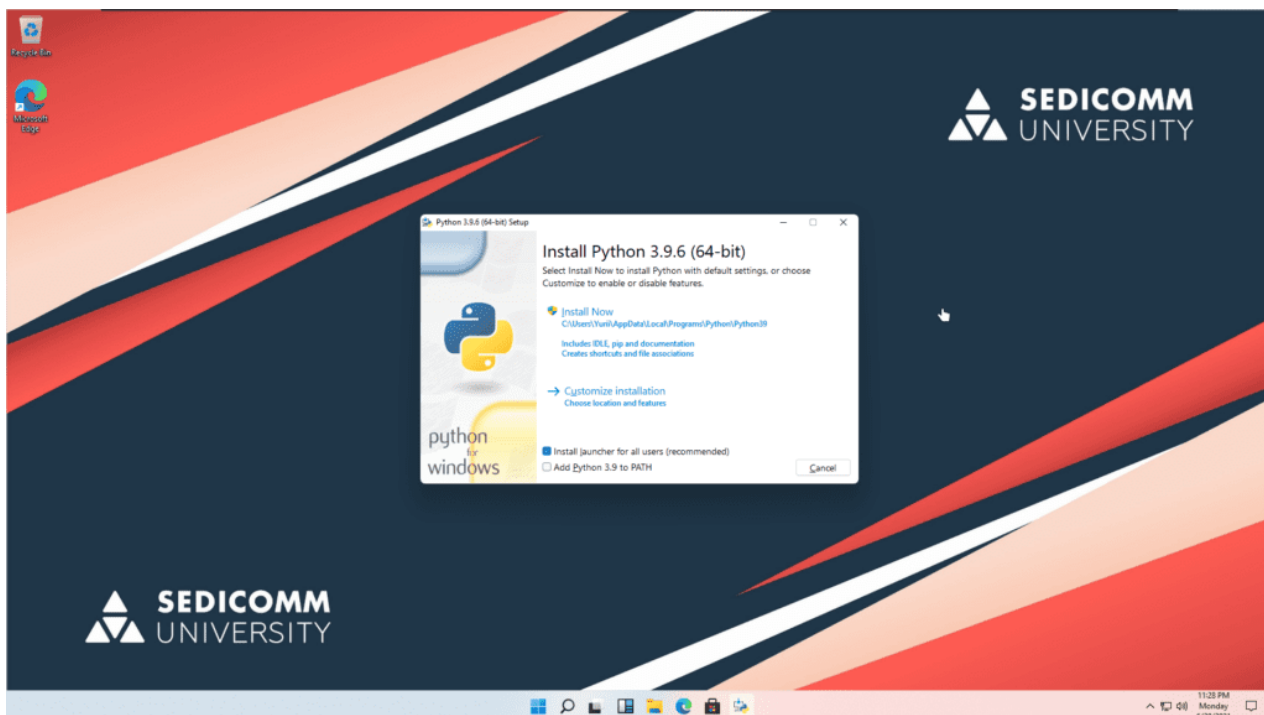 Recycle Bin
Microsoft
Edge
SEDICOMM
UNIVERSITY
Python 3.9.6 (64-bit) Setup
Install Python 3.9.6 (64-bit)
Select Install Now to install Python with default settings, or choose
Customize to enable or disable features.
Install Now
C:\Users\Yurii\AppData\Local\Programs\Python\Python39
Includes IDLE, pip and documentation
Creates shortcuts and file associations
Customize installation
Choose location and features
python
for
windows
Install launcher for all users (recommended)
Add Python 3.9 to PATH
Cancel
SEDICOMM
UNIVERSITY
11:28 PM
Monday